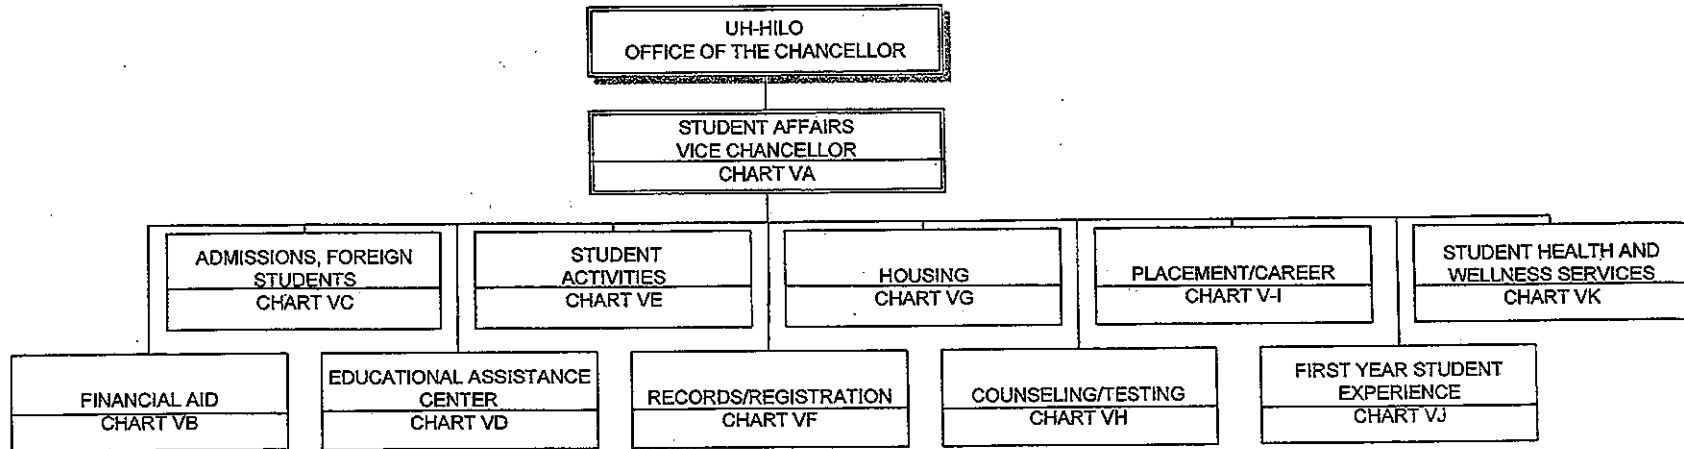 UH-HILO
OFFICE OF THE CHANCELLOR
STUDENT AFFAIRS
VICE CHANCELLOR
CHART VA
ADMISSIONS, FOREIGN
STUDENTS
CHART VC
STUDENT
ACTIVITIES
CHART VE
HOUSING
CHART VG
PLACEMENT/CAREER
CHART V-I
STUDENT HEALTH AND
WELLNESS SERVICES
CHART VK
FINANCIAL AID
CHART VB
EDUCATIONAL ASSISTANCE
CENTER
CHART VD
RECORDS/REGISTRATION
CHART VF
COUNSELING/TESTING
CHART VH
FIRST YEAR STUDENT
EXPERIENCE
CHART VJ